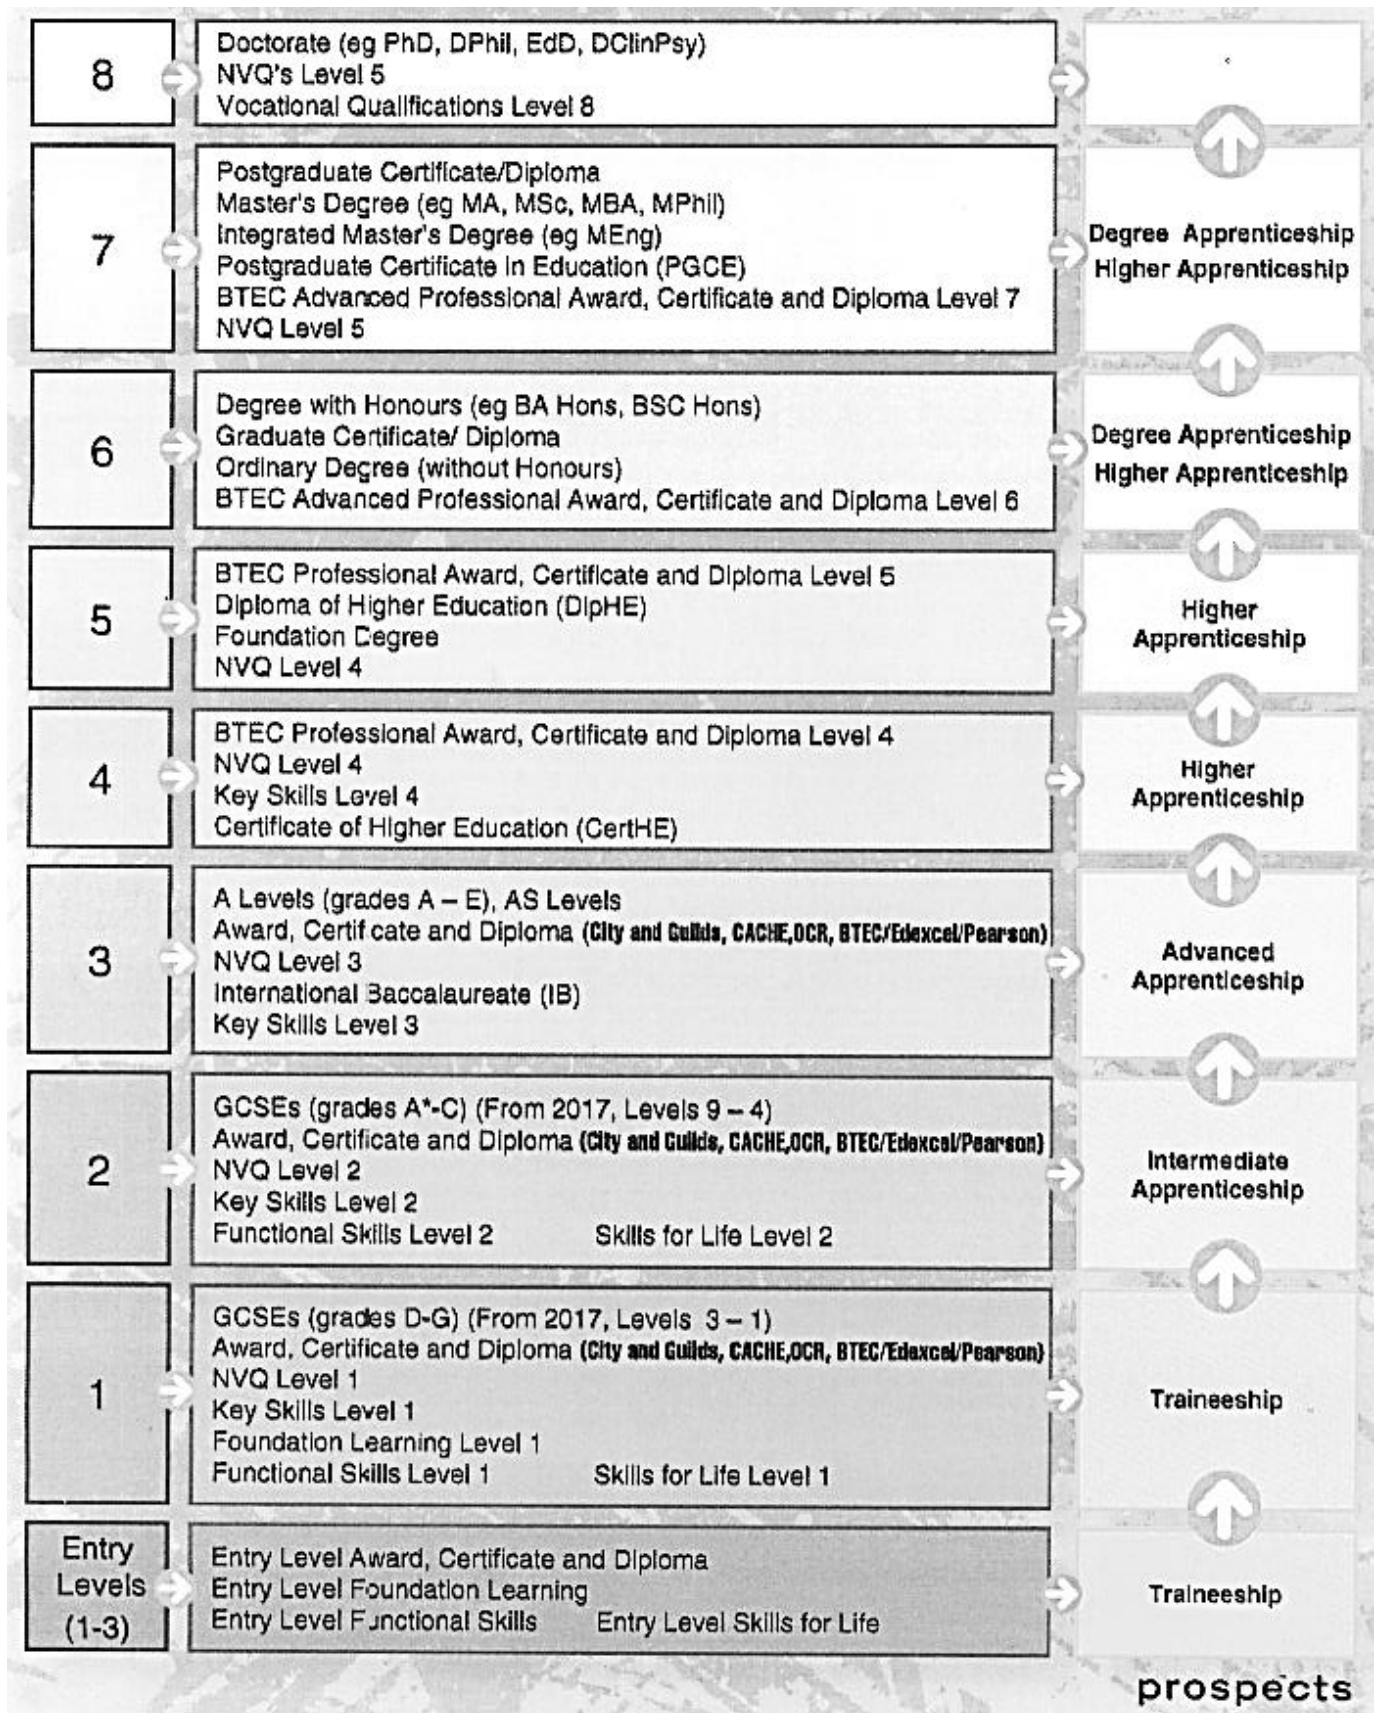 8
Doctorate (eg PhD, DPhil, EdD, DClinPsy)
NVQ's Level 5
Vocational Qualifications Level 8
7
Postgraduate Certificate/Diploma
Master's Degree (eg MA, MSc, MBA, MPhil)
Integrated Master's Degree (eg MEng)
Postgraduate Certificate in Education (PGCE)
BTEC Advanced Professional Award, Certificate and Diploma Level 7
NVQ Level 5
Degree Apprenticeship
Higher Apprenticeship
6
Degree with Honours (eg BA Hons, BSC Hons)
Graduate Certificate/ Diploma
Ordinary Degree (without Honours)
BTEC Advanced Professional Award, Certificate and Diploma Level 6
Degree Apprenticeship
Higher Apprenticeship
5
BTEC Professional Award, Certificate and Diploma Level 5
Diploma of Higher Education (DipHE)
Foundation Degree
NVQ Level 4
Higher
Apprenticeship
4
BTEC Professional Award, Certificate and Diploma Level 4
NVQ Level 4
Key Skills Level 4
Certificate of Higher Education (CertHE)
Higher
Apprenticeship
3
A Levels (grades A – E), AS Levels
Award, Certificate and Diploma (City and Guilds, CACHE,OCR, BTEC/Edexcel/Pearson)
NVQ Level 3
International Baccalaureate (IB)
Key Skills Level 3
Advanced
Apprenticeship
2
GCSEs (grades A*-C) (From 2017, Levels 9 – 4)
Award, Certificate and Diploma (City and Guilds, CACHE,OCR, BTEC/Edexcel/Pearson)
NVQ Level 2
Key Skills Level 2
Functional Skills Level 2 Skills for Life Level 2
Intermediate
Apprenticeship
1
GCSEs (grades D-G) (From 2017, Levels 3 – 1)
Award, Certificate and Diploma (City and Guilds, CACHE,OCR, BTEC/Edexcel/Pearson)
NVQ Level 1
Key Skills Level 1
Foundation Learning Level 1
Functional Skills Level 1 Skills for Life Level 1
Traineeship
Entry
Levels
(1-3)
Entry Level Award, Certificate and Diploma
Entry Level Foundation Learning
Entry Level Functional Skills Entry Level Skills for Life
Traineeship
prospects